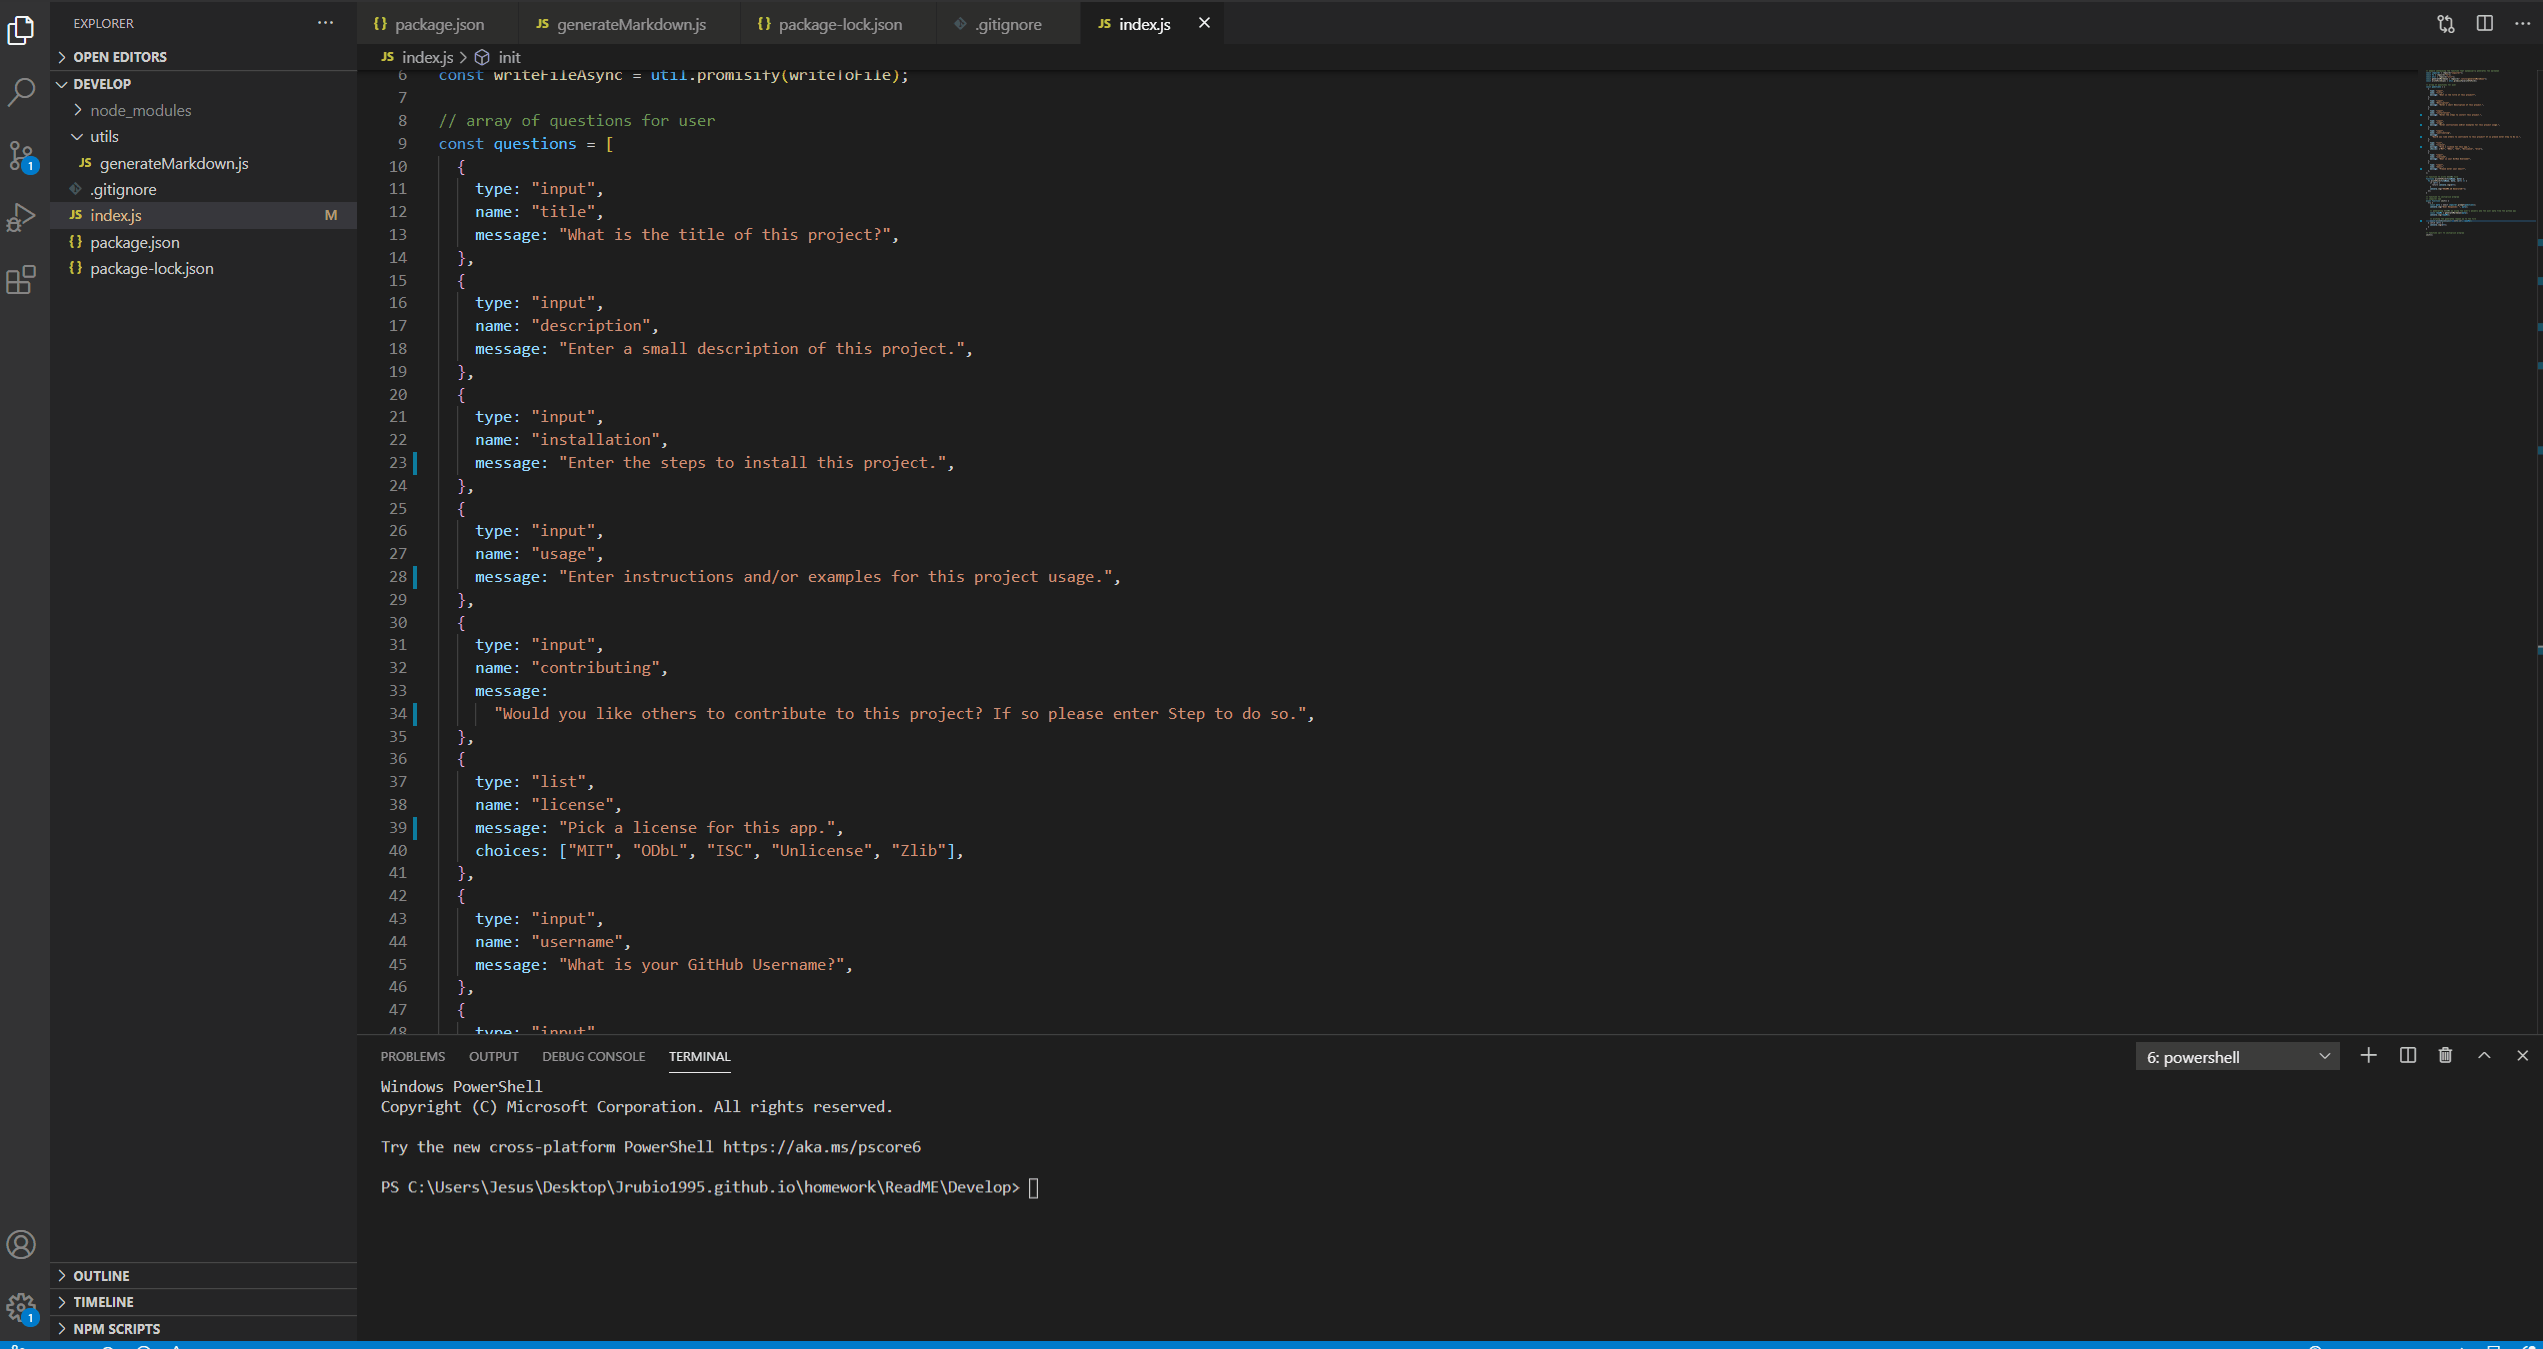 EXPLORER
OPEN EDITORS
DEVELOP
node_modules
utils
JS generateMarkdown.js
.gitignore
JS index.js M
{} package.json
{} package-lock.json
1
1
OUTLINE
TIMELINE
NPM SCRIPTS
{} package.json JS generateMarkdown.js {} package-lock.json .gitignore JS index.js
JS index.js > init
6 const writeFileAsync = util.promisify(writeToFile);
7
8 // array of questions for user
9 const questions = [
10 {
11 type: "input",
12 name: "title",
13 message: "What is the title of this project?",
14 },
15 {
16 type: "input",
17 name: "description",
18 message: "Enter a small description of this project.",
19 },
20 {
21 type: "input",
22 name: "installation",
23 message: "Enter the steps to install this project.",
24 },
25 {
26 type: "input",
27 name: "usage",
28 message: "Enter instructions and/or examples for this project usage.",
29 },
30 {
31 type: "input",
32 name: "contributing",
33 message:
34 "Would you like others to contribute to this project? If so please enter Step to do so.",
35 },
36 {
37 type: "list",
38 name: "license",
39 message: "Pick a license for this app.",
40 choices: ["MIT", "ODbL", "ISC", "Unlicense", "Zlib"],
41 },
42 {
43 type: "input",
44 name: "username",
45 message: "What is your GitHub Username?",
46 },
47 {
48 type: "input"
PROBLEMS OUTPUT DEBUG CONSOLE TERMINAL 6: powershell
Windows PowerShell
Copyright (C) Microsoft Corporation. All rights reserved.
Try the new cross-platform PowerShell https://aka.ms/pscore6
PS C:\Users\Jesus\Desktop\Jrubio1995.github.io\homework\ReadME\Develop>